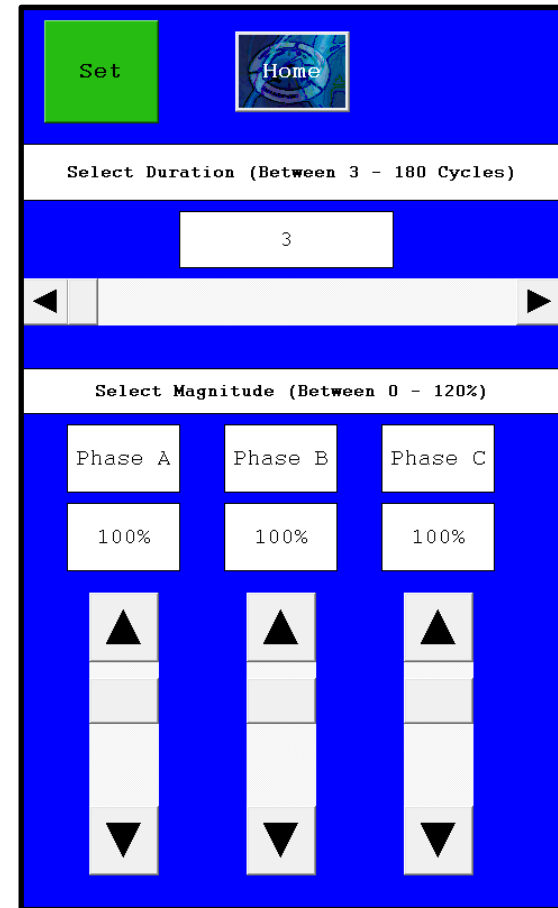 Set Home
Select Duration (Between 3 - 180 Cycles)
3
Select Magnitude (Between 0 - 120%)
Phase A Phase B Phase C
100% 100% 100%